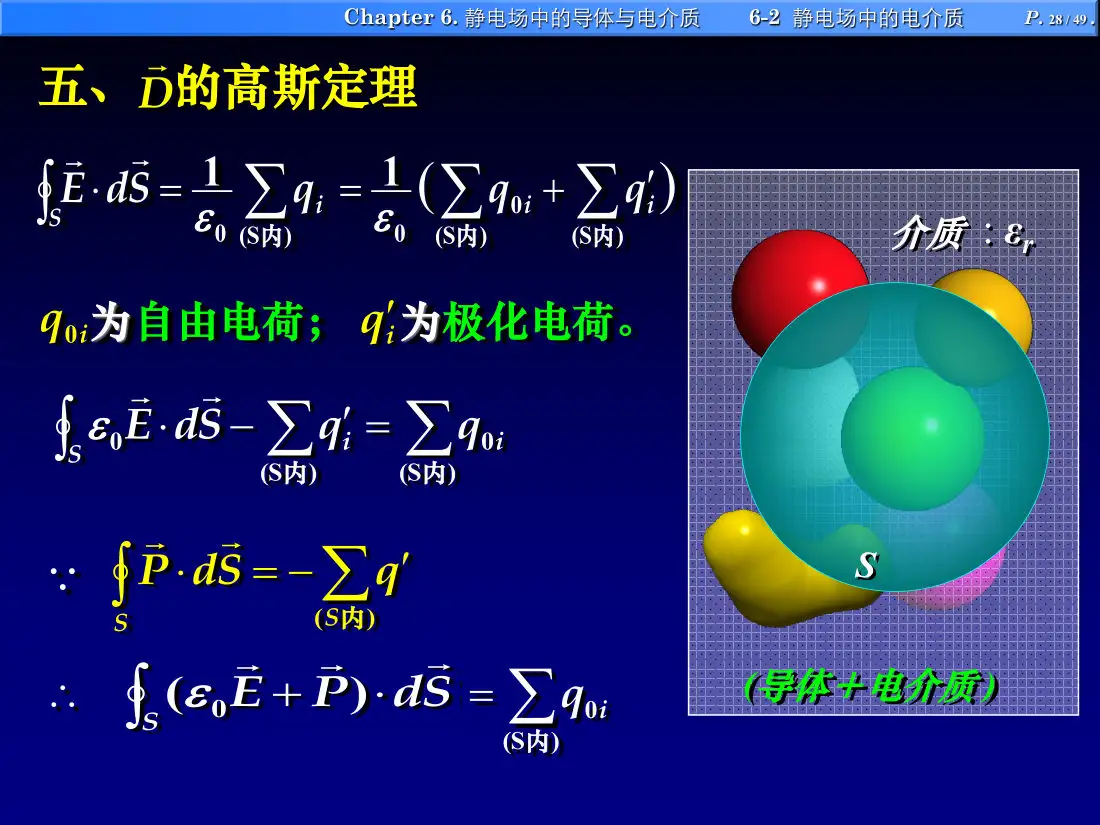 Chapter 6. 静电场中的导体与电介质 6-2 静电场中的电介质 P. 28 / 49 .
五、D⃗的高斯定理
∮_S E⃗ · dS⃗ = 1/ε₀ ∑_(S内) q_i = 1/ε₀ (∑_(S内) q_0i + ∑_(S内) q′_i)
介质 : ε_r
q_0i为自由电荷； q′_i为极化电荷。
∮_S ε₀E⃗ · dS⃗ − ∑_(S内) q′_i = ∑_(S内) q_0i
∵ ∮_S P⃗ · dS⃗ = − ∑_(S内) q′
S
∴ ∮_S (ε₀E⃗ + P⃗) · dS⃗ = ∑_(S内) q_0i
(导体＋电介质)